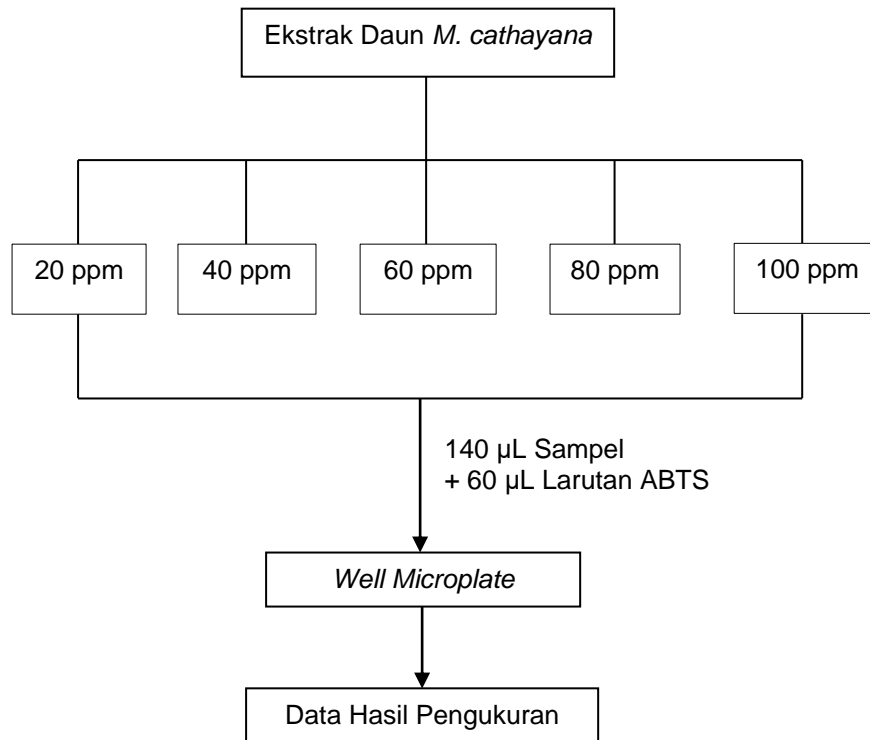 Ekstrak Daun M. cathayana
20 ppm
40 ppm
60 ppm
80 ppm
100 ppm
140 µL Sampel
+ 60 µL Larutan ABTS
Well Microplate
Data Hasil Pengukuran